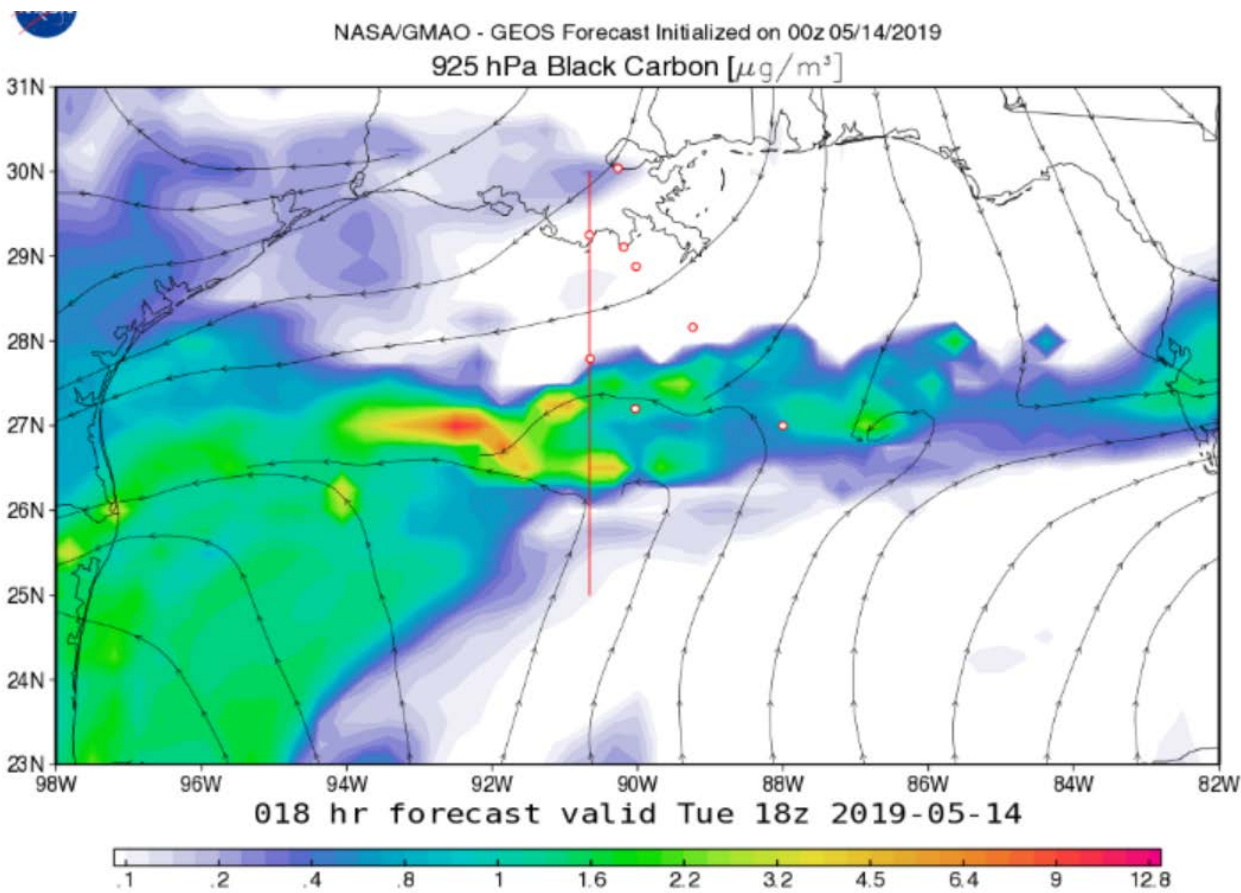 NASA/GMAO - GEOS Forecast Initialized on 00z 05/14/2019
925 hPa Black Carbon [μg/m³]
31N
30N
29N
28N
27N
26N
25N
24N
23N
98W 96W 94W 92W 90W 88W 86W 84W 82W
018 hr forecast valid Tue 18z 2019-05-14
.1 .2 .4 .8 1 1.6 2.2 3.2 4.5 6.4 9 12.8